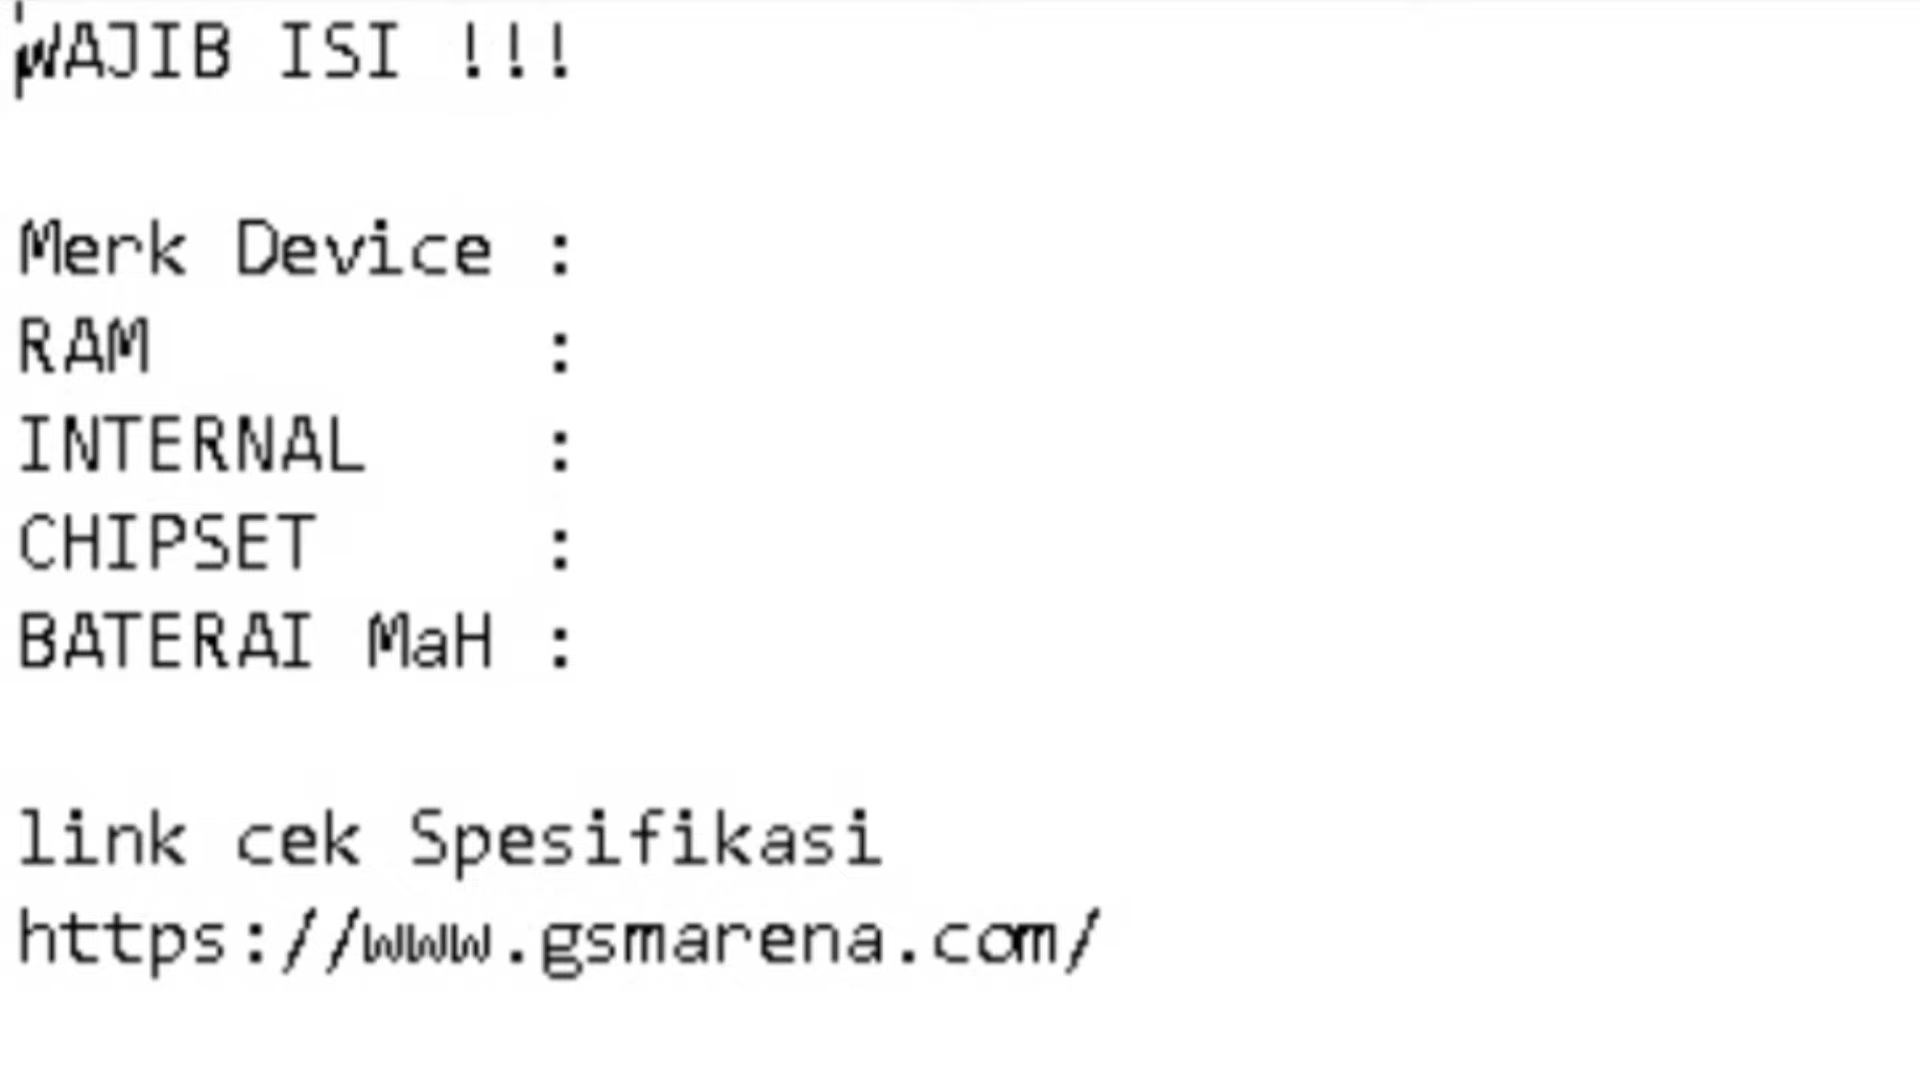 WAJIB ISI !!!
Merk Device :
RAM :
INTERNAL :
CHIPSET :
BATERAI MaH :
link cek Spesifikasi
https://www.gsmarena.com/